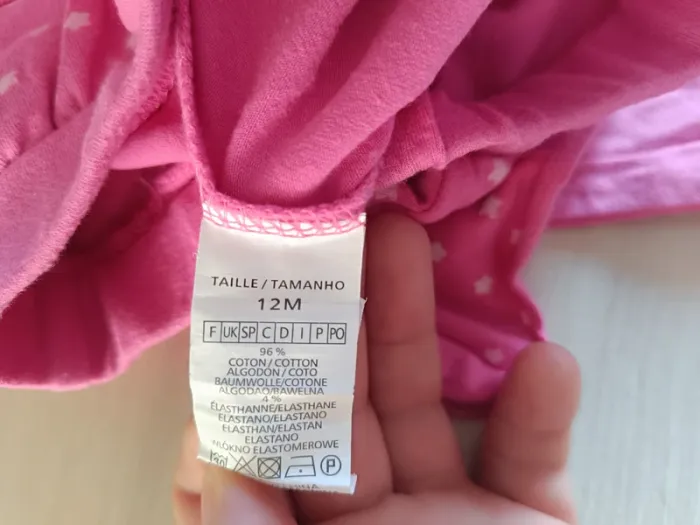 TAILLE / TAMANHO
12M
F UK SP C D I P PO
96 %
COTON / COTTON
ALGODON / COTO
BAUMWOLLE / COTONE
ALGODAO / BAWELNA
4 %
ÉLASTHANNE/ELASTHANE
ELASTANO/ELASTANO
ELASTHAN/ELASTAN
ELASTANO
WŁÓKNO ELASTOMEROWE
P